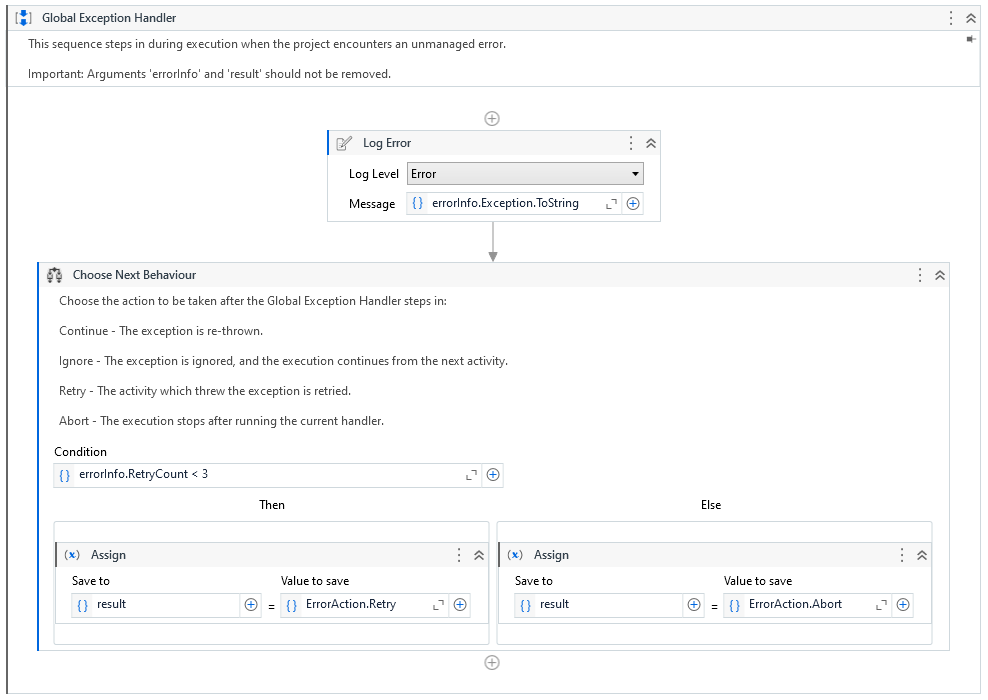 Global Exception Handler
This sequence steps in during execution when the project encounters an unmanaged error.
Important: Arguments 'errorInfo' and 'result' should not be removed.
Log Error
Log Level Error
Message {} errorInfo.Exception.ToString
Choose Next Behaviour
Choose the action to be taken after the Global Exception Handler steps in:
Continue - The exception is re-thrown.
Ignore - The exception is ignored, and the execution continues from the next activity.
Retry - The activity which threw the exception is retried.
Abort - The execution stops after running the current handler.
Condition
{} errorInfo.RetryCount < 3
Then Else
(x) Assign
Save to Value to save
{} result = {} ErrorAction.Retry
(x) Assign
Save to Value to save
{} result = {} ErrorAction.Abort